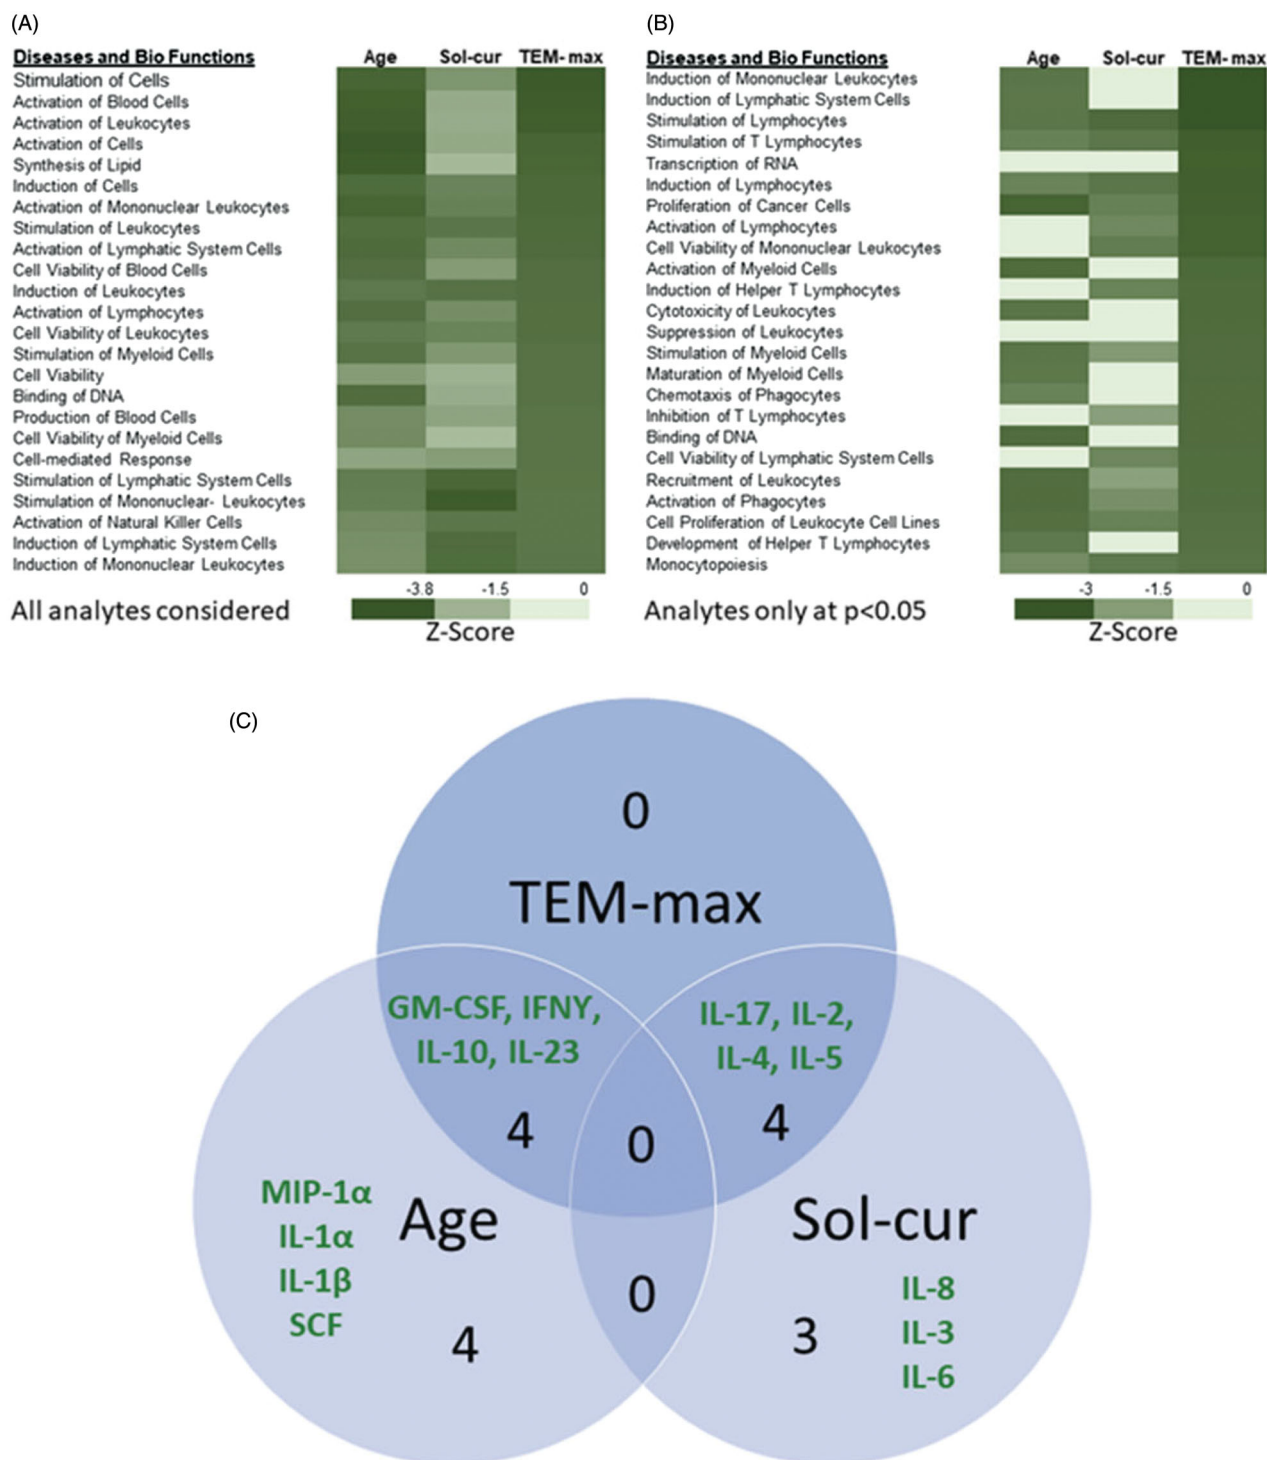 (A)
Diseases and Bio Functions Age Sol-cur TEM- max
Stimulation of Cells
Activation of Blood Cells
Activation of Leukocytes
Activation of Cells
Synthesis of Lipid
Induction of Cells
Activation of Mononuclear Leukocytes
Stimulation of Leukocytes
Activation of Lymphatic System Cells
Cell Viability of Blood Cells
Induction of Leukocytes
Activation of Lymphocytes
Cell Viability of Leukocytes
Stimulation of Myeloid Cells
Cell Viability
Binding of DNA
Production of Blood Cells
Cell Viability of Myeloid Cells
Cell-mediated Response
Stimulation of Lymphatic System Cells
Stimulation of Mononuclear- Leukocytes
Activation of Natural Killer Cells
Induction of Lymphatic System Cells
Induction of Mononuclear Leukocytes
-3.8 -1.5 0
All analytes considered
Z-Score
(B)
Diseases and Bio Functions Age Sol-cur TEM- max
Induction of Mononuclear Leukocytes
Induction of Lymphatic System Cells
Stimulation of Lymphocytes
Stimulation of T Lymphocytes
Transcription of RNA
Induction of Lymphocytes
Proliferation of Cancer Cells
Activation of Lymphocytes
Cell Viability of Mononuclear Leukocytes
Activation of Myeloid Cells
Induction of Helper T Lymphocytes
Cytotoxicity of Leukocytes
Suppression of Leukocytes
Stimulation of Myeloid Cells
Maturation of Myeloid Cells
Chemotaxis of Phagocytes
Inhibition of T Lymphocytes
Binding of DNA
Cell Viability of Lymphatic System Cells
Recruitment of Leukocytes
Activation of Phagocytes
Cell Proliferation of Leukocyte Cell Lines
Development of Helper T Lymphocytes
Monocytopoiesis
-3 -1.5 0
Analytes only at p<0.05
Z-Score
(C)
0
TEM-max
GM-CSF, IFNY,
IL-10, IL-23
4
IL-17, IL-2,
IL-4, IL-5
4
0
MIP-1α
IL-1α
IL-1β
SCF
Age
4
0
Sol-cur
3
IL-8
IL-3
IL-6